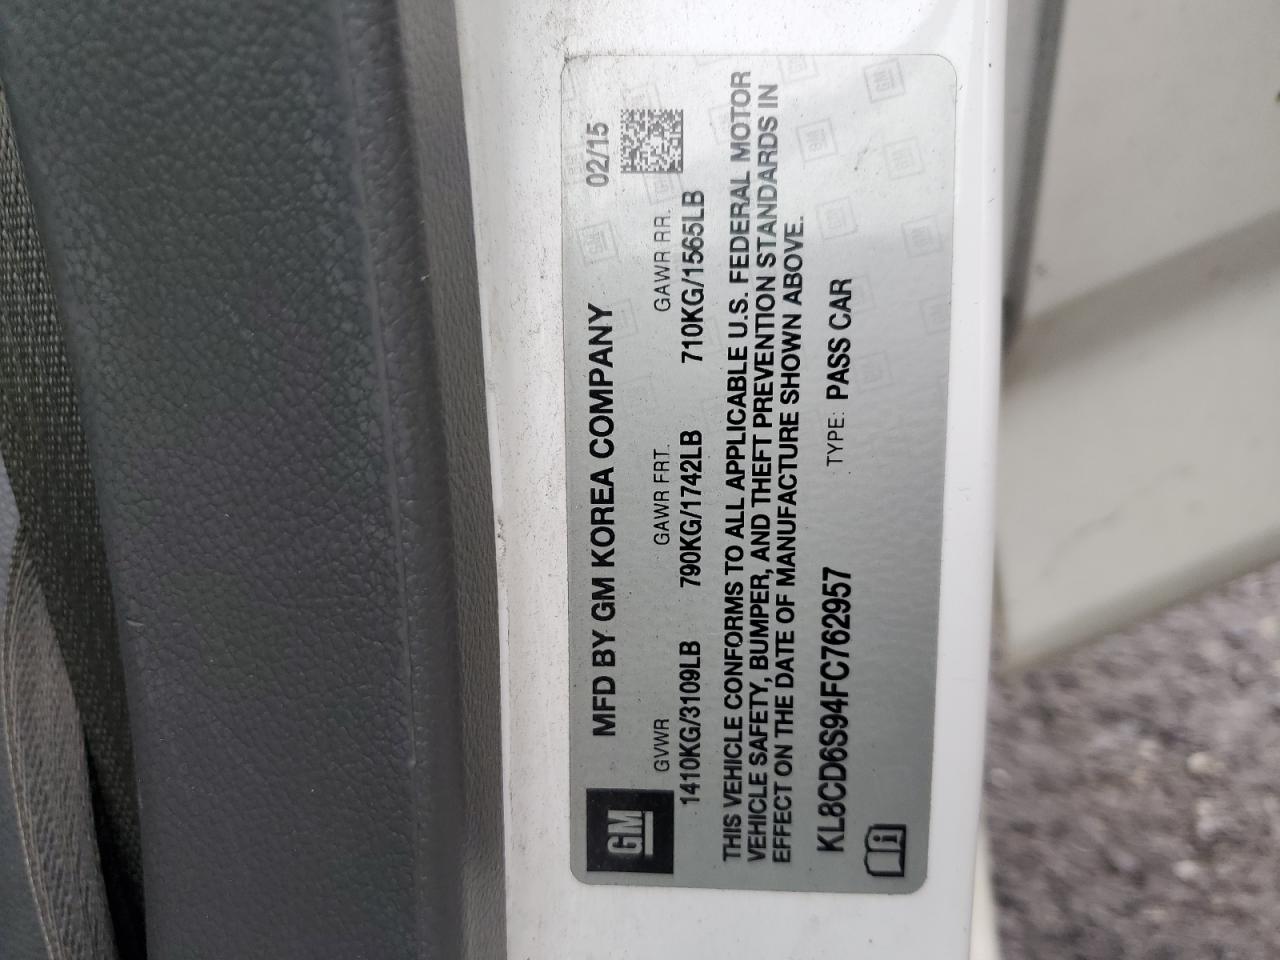 GM
MFD BY GM KOREA COMPANY 02/15
GVWR GAWR FRT. GAWR RR.
1410KG/3109LB 790KG/1742LB 710KG/1565LB
THIS VEHICLE CONFORMS TO ALL APPLICABLE U.S. FEDERAL MOTOR
VEHICLE SAFETY, BUMPER, AND THEFT PREVENTION STANDARDS IN
EFFECT ON THE DATE OF MANUFACTURE SHOWN ABOVE.
KL8CD6S94FC762957 TYPE: PASS CAR